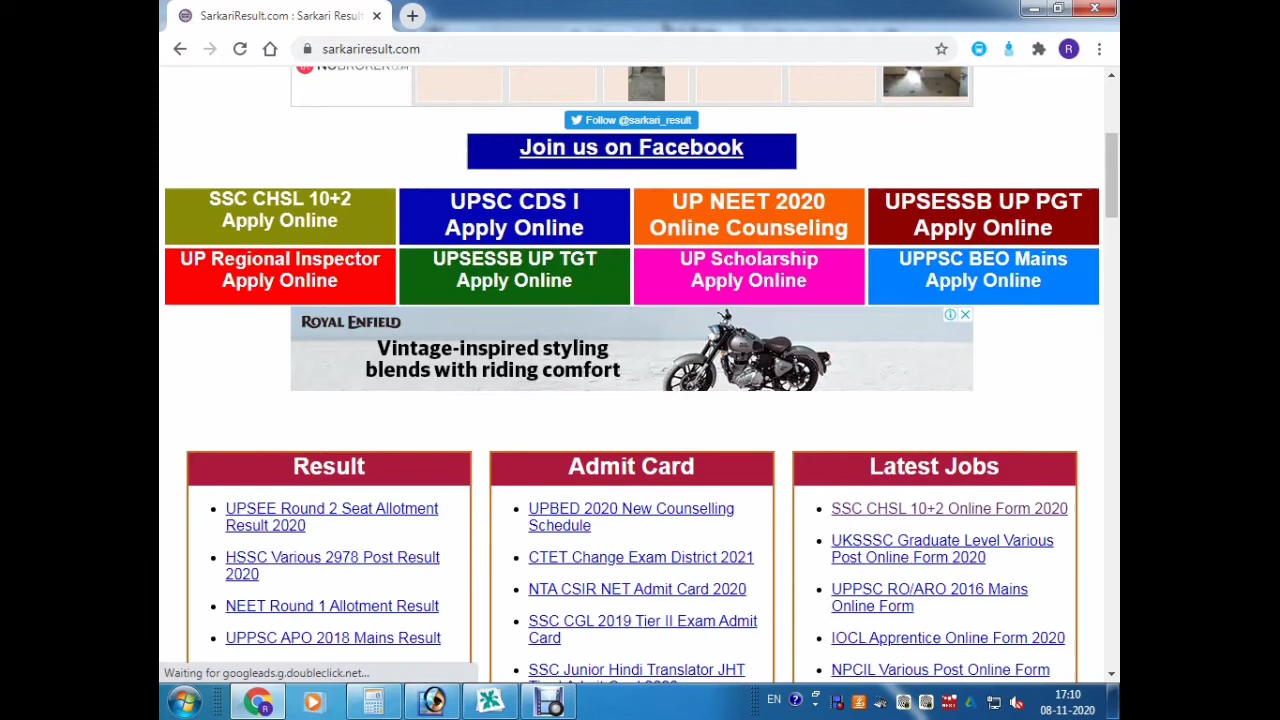 SarkariResult.com : Sarkari Resul
sarkariresult.com
R
NOBROKER.COM
Follow @sarkari_result
Join us on Facebook
SSC CHSL 10+2
Apply Online
UPSC CDS I
Apply Online
UP NEET 2020
Online Counseling
UPSESSB UP PGT
Apply Online
UP Regional Inspector
Apply Online
UPSESSB UP TGT
Apply Online
UP Scholarship
Apply Online
UPPSC BEO Mains
Apply Online
ROYAL ENFIELD
Vintage-inspired styling
blends with riding comfort
Result
UPSEE Round 2 Seat Allotment
Result 2020
HSSC Various 2978 Post Result
2020
NEET Round 1 Allotment Result
UPPSC APO 2018 Mains Result
Admit Card
UPBED 2020 New Counselling
Schedule
CTET Change Exam District 2021
NTA CSIR NET Admit Card 2020
SSC CGL 2019 Tier II Exam Admit
Card
SSC Junior Hindi Translator JHT
Latest Jobs
SSC CHSL 10+2 Online Form 2020
UKSSSC Graduate Level Various
Post Online Form 2020
UPPSC RO/ARO 2016 Mains
Online Form
IOCL Apprentice Online Form 2020
NPCIL Various Post Online Form
Waiting for googleads.g.doubleclick.net...
R
EN
17:10
08-11-2020